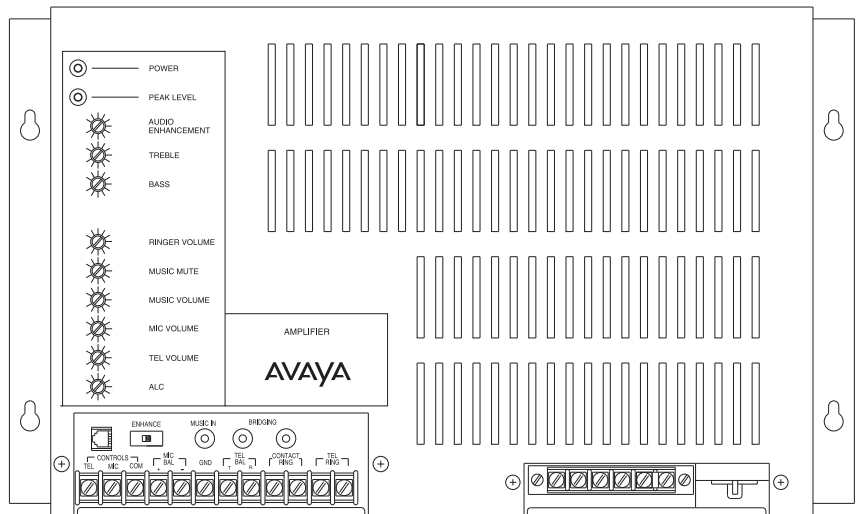 POWER
PEAK LEVEL
AUDIO
ENHANCEMENT
TREBLE
BASS
RINGER VOLUME
MUSIC MUTE
MUSIC VOLUME
MIC VOLUME
TEL VOLUME
ALC
AMPLIFIER
AVAYA
ENHANCE
MUSIC IN
BRIDGING
CONTROLS
TEL MIC COM
MIC
BAL
+ -
GND
TEL
BAL
T R
CONTACT
RING
TEL
RING